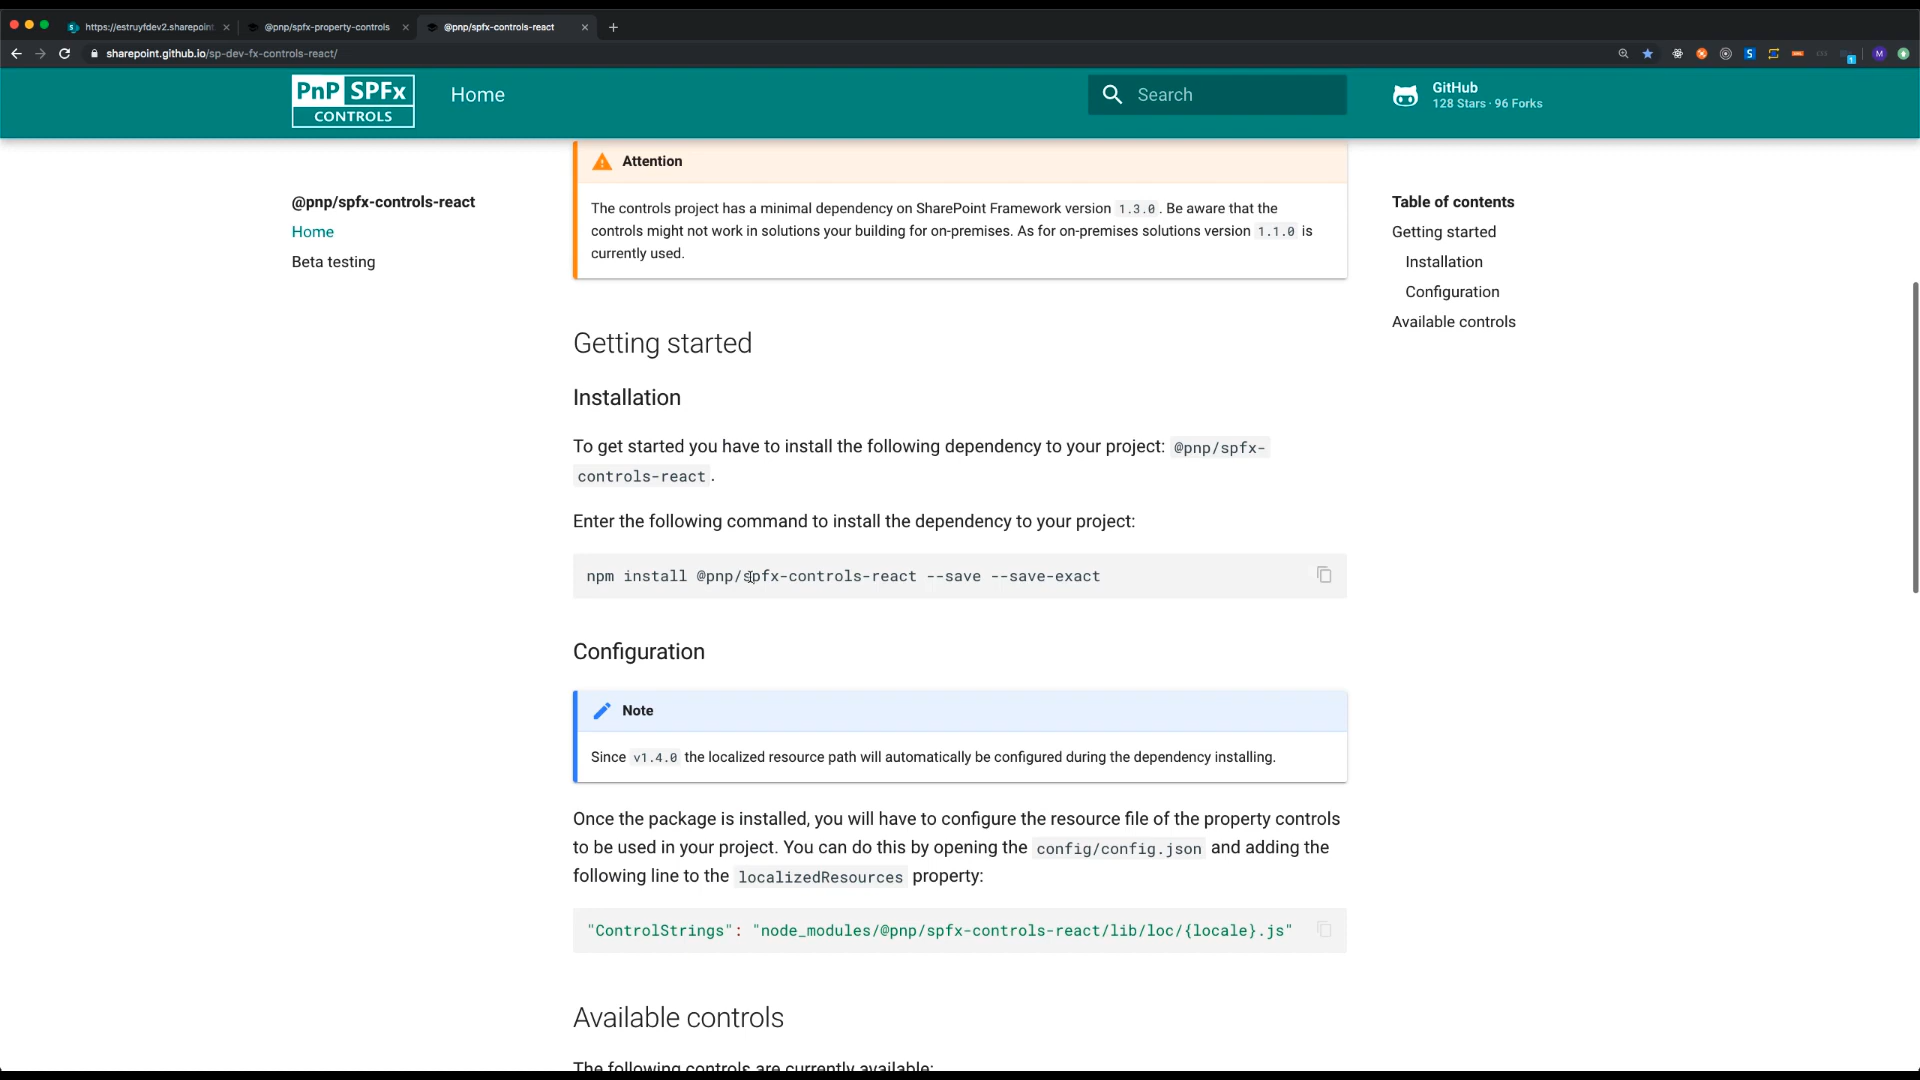 https://estruyfdev2.sharepoint
@pnp/spfx-property-controls
@pnp/spfx-controls-react
sharepoint.github.io/sp-dev-fx-controls-react/
PnP SPFx
CONTROLS
Home
Search
GitHub
128 Stars · 96 Forks
@pnp/spfx-controls-react
Home
Beta testing
Attention
The controls project has a minimal dependency on SharePoint Framework version 1.3.0. Be aware that the
controls might not work in solutions your building for on-premises. As for on-premises solutions version 1.1.0 is
currently used.
Getting started
Installation
To get started you have to install the following dependency to your project: @pnp/spfx-
controls-react.
Enter the following command to install the dependency to your project:
npm install @pnp/spfx-controls-react --save --save-exact
Configuration
Note
Since v1.4.0 the localized resource path will automatically be configured during the dependency installing.
Once the package is installed, you will have to configure the resource file of the property controls
to be used in your project. You can do this by opening the config/config.json and adding the
following line to the localizedResources property:
"ControlStrings": "node_modules/@pnp/spfx-controls-react/lib/loc/{locale}.js"
Available controls
The following controls are currently available:
Table of contents
Getting started
Installation
Configuration
Available controls